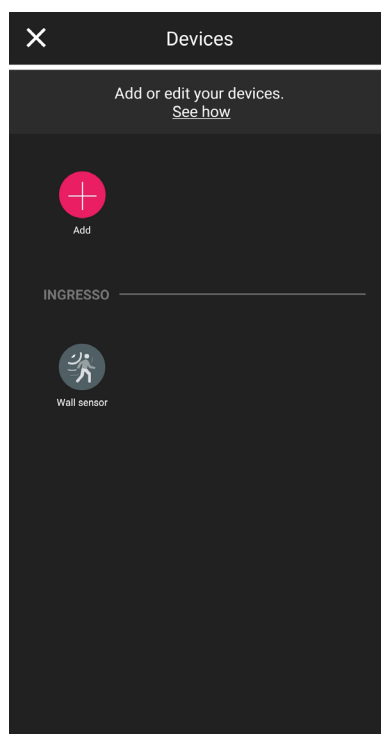 Devices
Add or edit your devices.
See how
Add
INGRESSO
Wall sensor